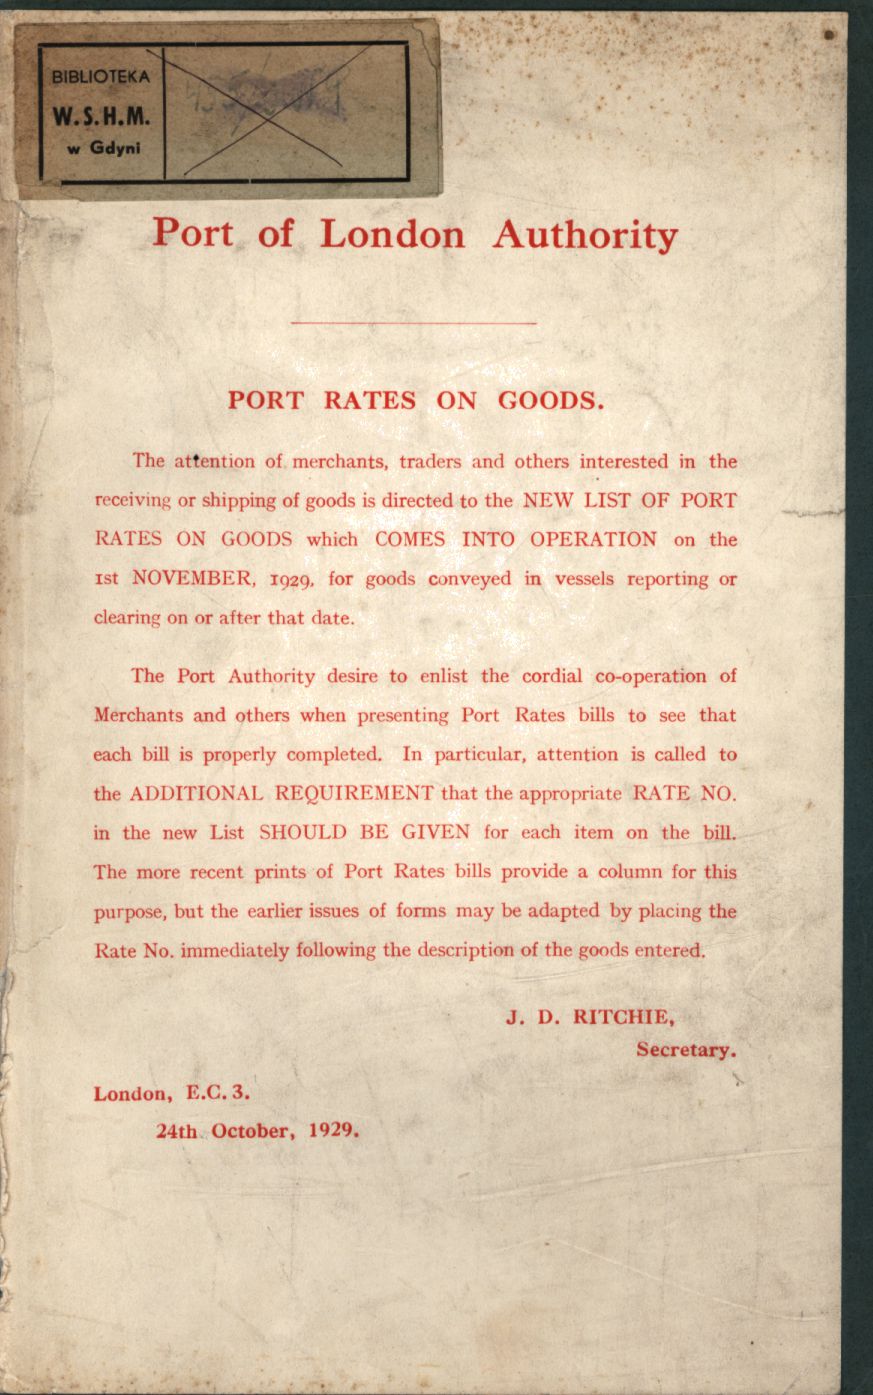 BIBLIOTEKA
W.S.H.M.
w Gdyni
Port of London Authority
PORT RATES ON GOODS.
The attention of merchants, traders and others interested in the
receiving or shipping of goods is directed to the NEW LIST OF PORT
RATES ON GOODS which COMES INTO OPERATION on the
1st NOVEMBER, 1929, for goods conveyed in vessels reporting or
clearing on or after that date.
The Port Authority desire to enlist the cordial co-operation of
Merchants and others when presenting Port Rates bills to see that
each bill is properly completed. In particular, attention is called to
the ADDITIONAL REQUIREMENT that the appropriate RATE NO.
in the new List SHOULD BE GIVEN for each item on the bill.
The more recent prints of Port Rates bills provide a column for this
purpose, but the earlier issues of forms may be adapted by placing the
Rate No. immediately following the description of the goods entered.
J. D. RITCHIE,
Secretary.
London, E.C. 3.
24th October, 1929.